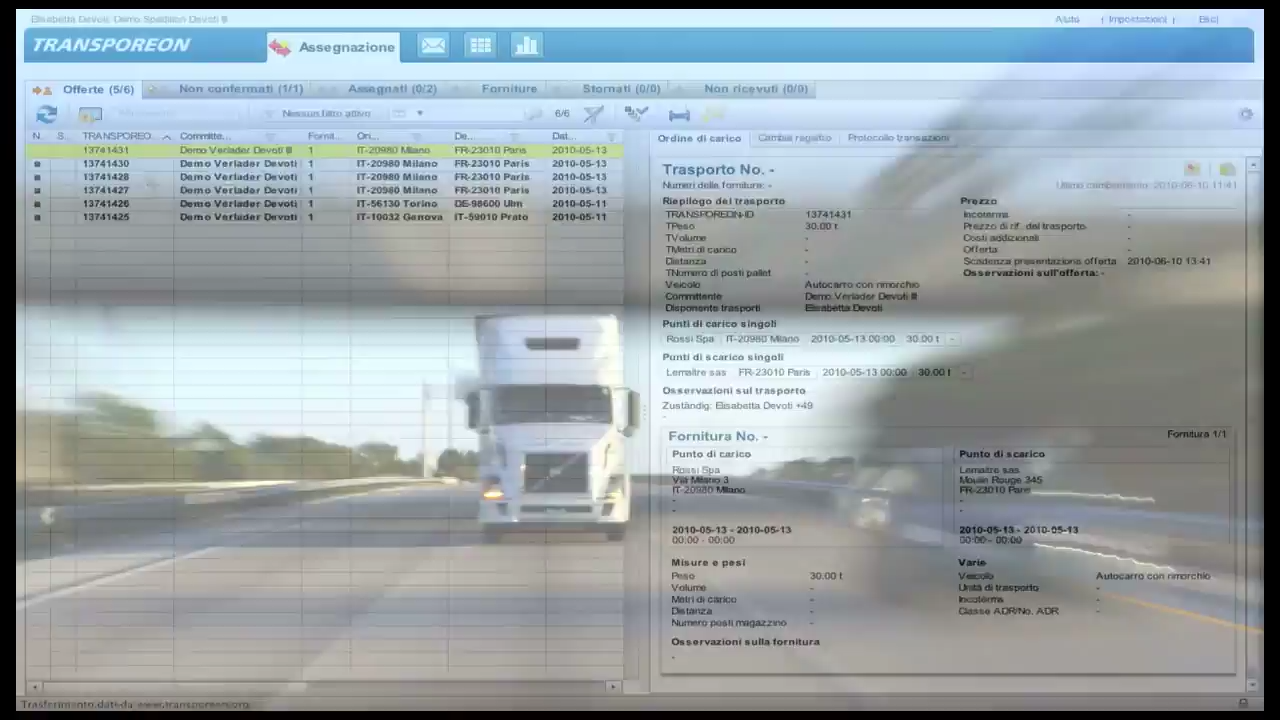 Elisabetta Devoti, Demo Spedition Devoti III
Aiuto | Impostazioni | Esci
TRANSPOREON Assegnazione
Offerte (5/6) Non confermati (1/1) Assegnati (0/2) Forniture Stornati (0/0) Non ricevuti (0/0)
Nessun filtro attivo 6/6
N. S... TRANSPOREO... Committe... Fornit... Ori... De... Dat...
13741431 Demo Verlader Devoti III 1 IT-20980 Milano FR-23010 Paris 2010-05-13
13741430 Demo Verlader Devoti 1 IT-20980 Milano FR-23010 Paris 2010-05-13
13741428 Demo Verlader Devoti 1 IT-20980 Milano FR-23010 Paris 2010-05-13
13741427 Demo Verlader Devoti 1 IT-20980 Milano FR-23010 Paris 2010-05-13
13741426 Demo Verlader Devoti 1 IT-56130 Torino DE-98600 Ulm 2010-05-11
13741425 Demo Verlader Devoti 1 IT-10032 Genova IT-59010 Prato 2010-05-11
Ordine di carico Cambia registro Protocollo transazioni
Trasporto No. -
Numeri delle forniture: - Ultimo cambiamento: 2010-06-10 11:41
Riepilogo del trasporto Prezzo
TRANSPOREON-ID 13741431 Incoterms -
TPeso 30.00 t Prezzo di rif. del trasporto -
TVolume - Costi addizionali -
TMetri di carico - Offerta -
Distanza - Scadenza presentazione offerta 2010-06-10 13:41
TNumero di posti pallet - Osservazioni sull'offerta: -
Veicolo Autocarro con rimorchio
Committente Demo Verlader Devoti III
Disponente trasporti Elisabetta Devoti
Punti di carico singoli
Rossi Spa IT-20980 Milano 2010-05-13 00:00 30.00 t -
Punti di scarico singoli
Lemaitre sas FR-23010 Paris 2010-05-13 00:00 30.00 t -
Osservazioni sul trasporto
Zuständig: Elisabetta Devoti +49
-
Fornitura No. - Fornitura 1/1
Punto di carico Punto di scarico
Rossi Spa Lemaitre sas
Via Milano 3 Moulin Rouge 345
IT-20980 Milano FR-23010 Paris
- -
- -
2010-05-13 - 2010-05-13 2010-05-13 - 2010-05-13
00:00 - 00:00 00:00 - 00:00
Misure e pesi Varie
Peso 30.00 t Veicolo Autocarro con rimorchio
Volume - Unità di trasporto -
Metri di carico - Incoterms -
Distanza - Classe ADR/No. ADR -
Numero posti magazzino -
Osservazioni sulla fornitura
-
Trasferimento dati da www.transporeon.org